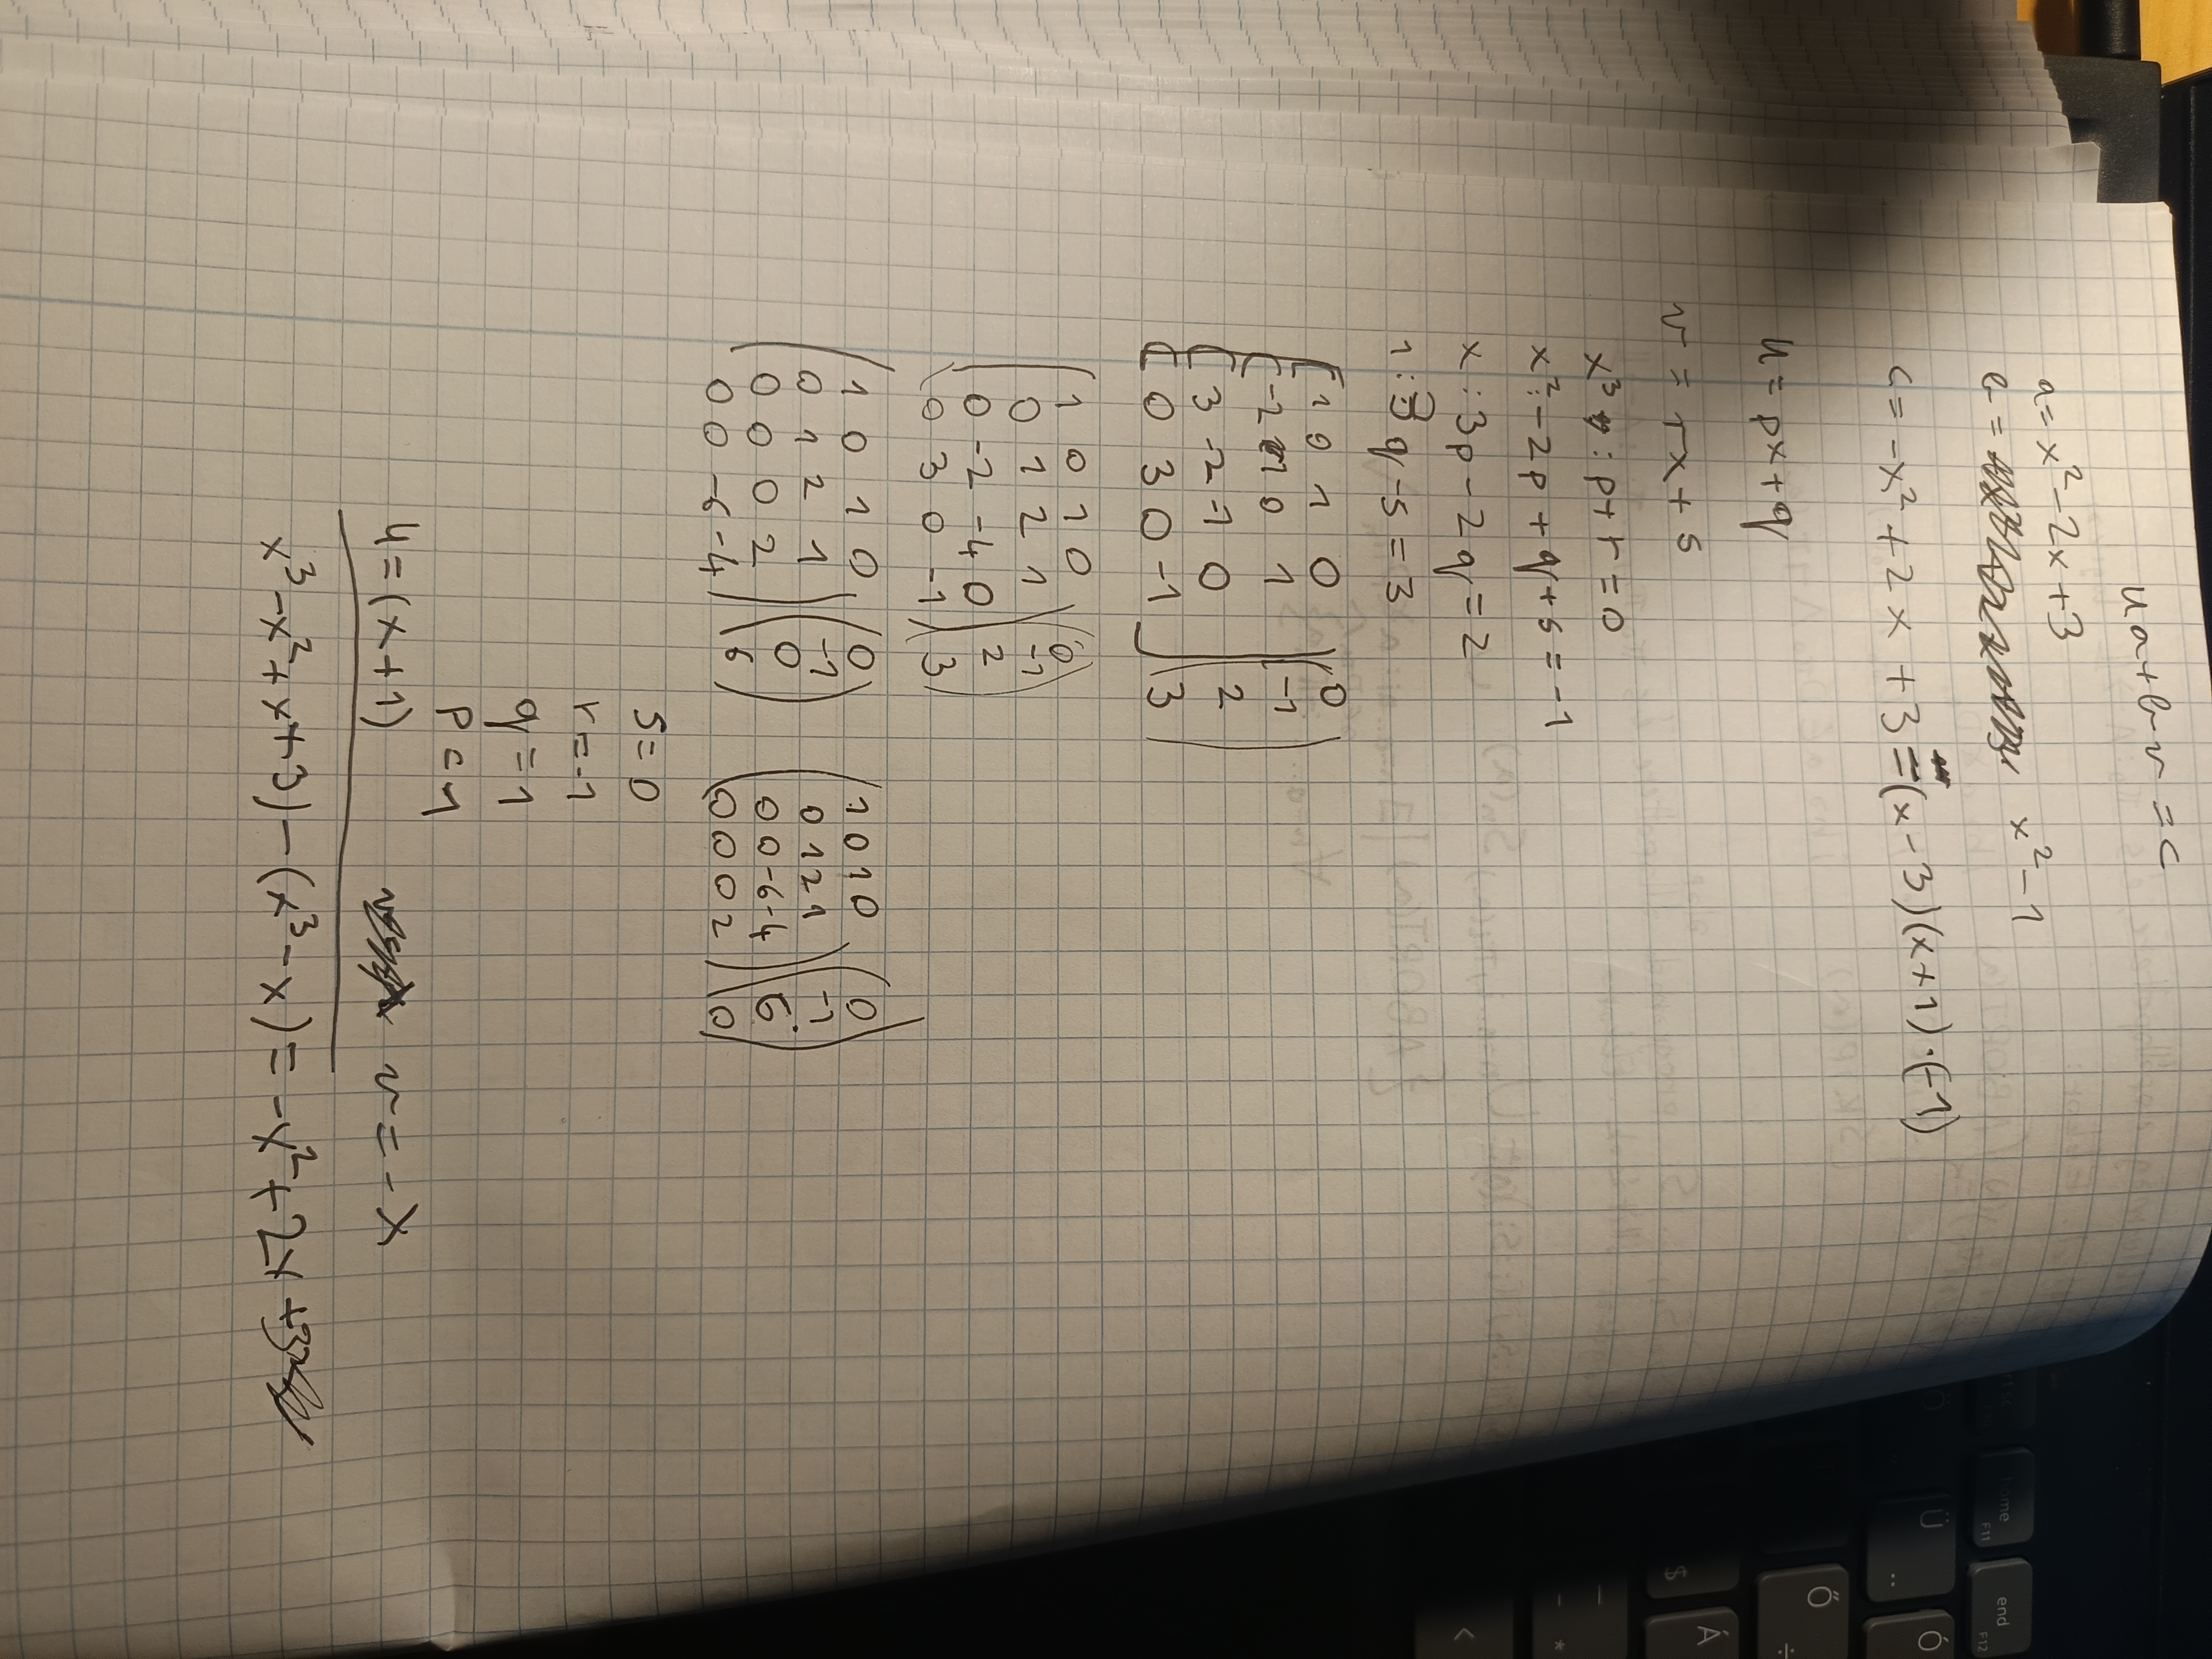 ua+bv=c
a=x²-2x+3
b= x²-1
c=-x²+2x+3=(x-3)(x+1)·(-1)
u=px+q
v=rx+s
x³:p+r=0
x²:-2p+q+s=-1
x:3p-2q-r=2
1:3q-s=3
1 0 1 0 | 0
-2 1 0 1 | -1
3 -2 -1 0 | 2
0 3 0 -1 | 3
1 0 1 0 | 0
0 1 2 1 | -1
0 -2 -4 0 | 2
0 3 0 -1 | 3
1 0 1 0 | 0
0 1 2 1 | -1
0 0 0 2 | 0
0 0 -6 -4 | 6
1 0 1 0 | 0
0 1 2 1 | -1
0 0 -6 -4 | 6
0 0 0 2 | 0
s=0
r=-1
q=1
p=1
u=(x+1) v=-x
x³-x²+x+3)-(x³-x)=-x²+2x+3
home
F11
end
F12
Ü
Ő
Ó
Á
$
÷
*
<